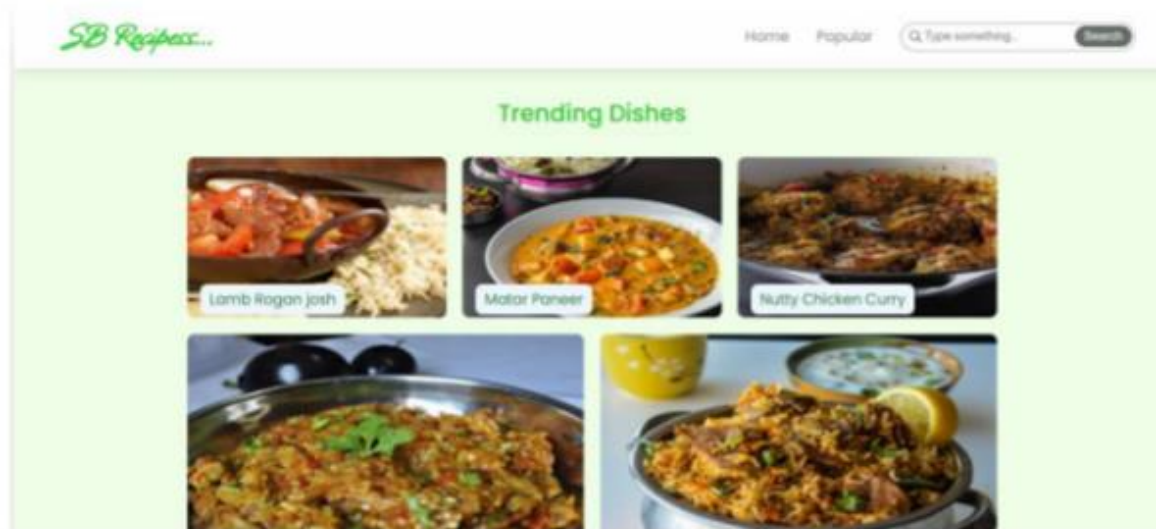 SB Recipess...
Home Popular Type something.. Search
Trending Dishes
Lamb Rogan josh Matar Paneer Nutty Chicken Curry